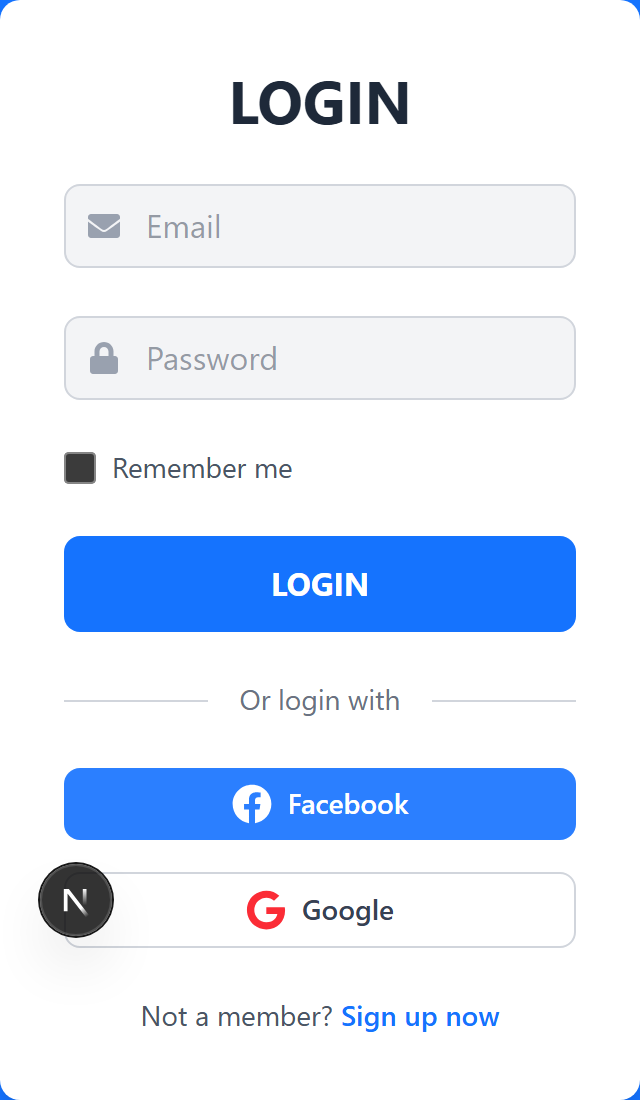 LOGIN
Email
Password
Remember me
LOGIN
Or login with
Facebook
N
Google
Not a member? Sign up now